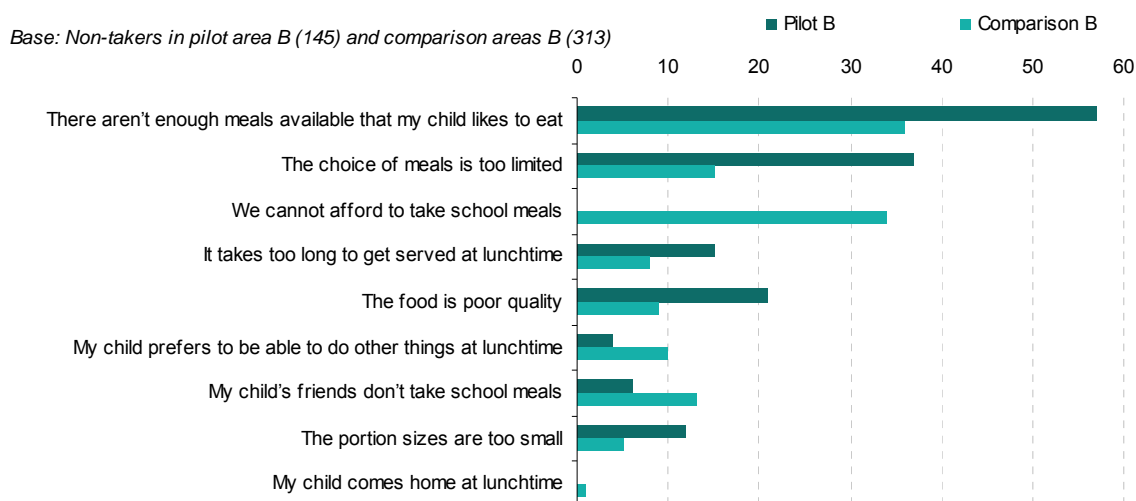 Pilot B Comparison B
Base: Non-takers in pilot area B (145) and comparison areas B (313)
0 10 20 30 40 50 60
There aren't enough meals available that my child likes to eat
The choice of meals is too limited
We cannot afford to take school meals
It takes too long to get served at lunchtime
The food is poor quality
My child prefers to be able to do other things at lunchtime
My child's friends don't take school meals
The portion sizes are too small
My child comes home at lunchtime